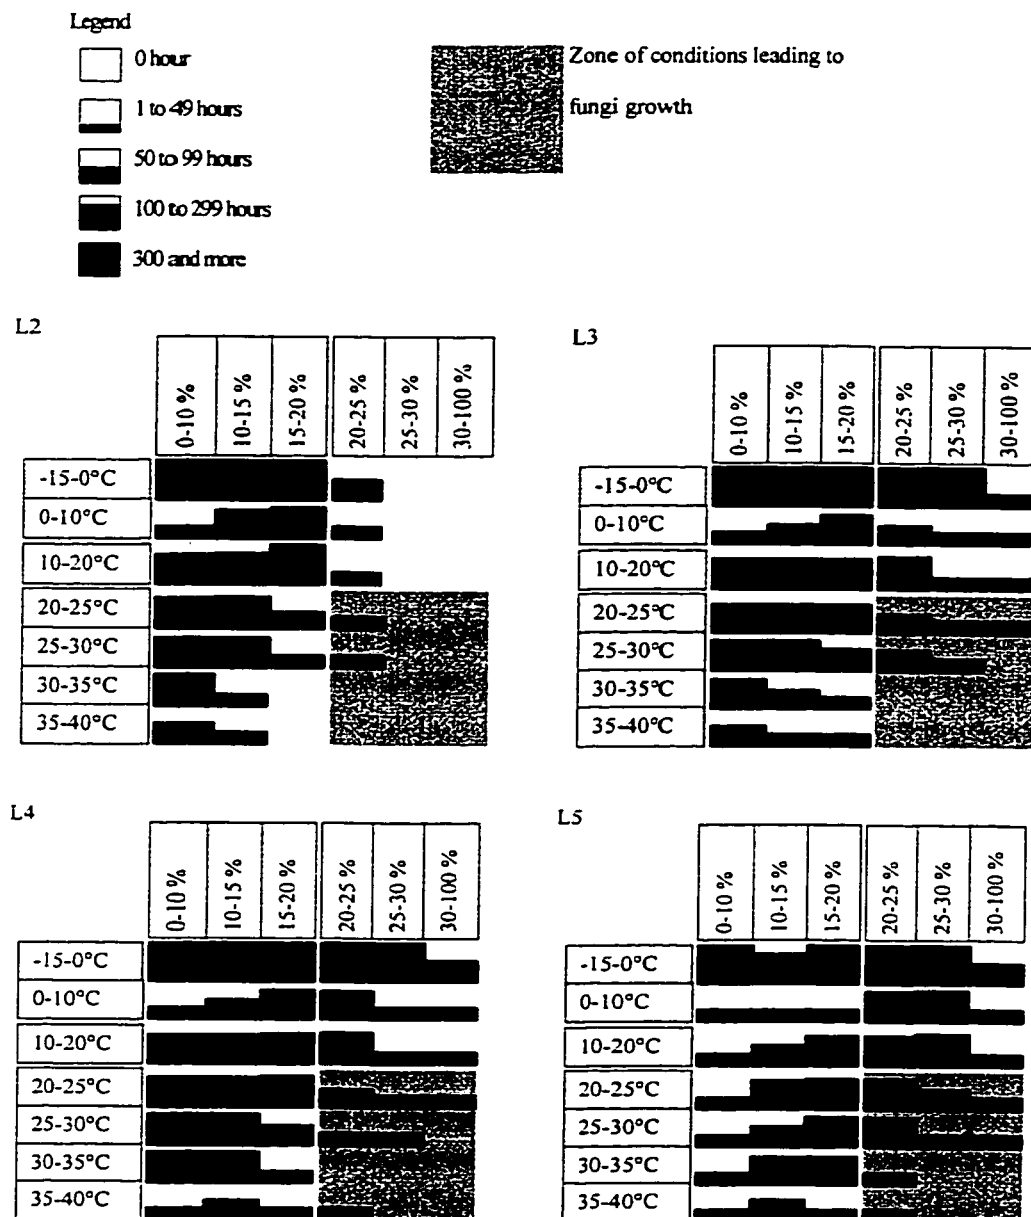 Legend
0 hour
1 to 49 hours
50 to 99 hours
100 to 299 hours
300 and more
Zone of conditions leading to
fungi growth
L2
0-10 %
10-15 %
15-20 %
20-25 %
25-30 %
30-100 %
-15-0°C
0-10°C
10-20°C
20-25°C
25-30°C
30-35°C
35-40°C
L3
0-10 %
10-15 %
15-20 %
20-25 %
25-30 %
30-100 %
-15-0°C
0-10°C
10-20°C
20-25°C
25-30°C
30-35°C
35-40°C
L4
0-10 %
10-15 %
15-20 %
20-25 %
25-30 %
30-100 %
-15-0°C
0-10°C
10-20°C
20-25°C
25-30°C
30-35°C
35-40°C
L5
0-10 %
10-15 %
15-20 %
20-25 %
25-30 %
30-100 %
-15-0°C
0-10°C
10-20°C
20-25°C
25-30°C
30-35°C
35-40°C